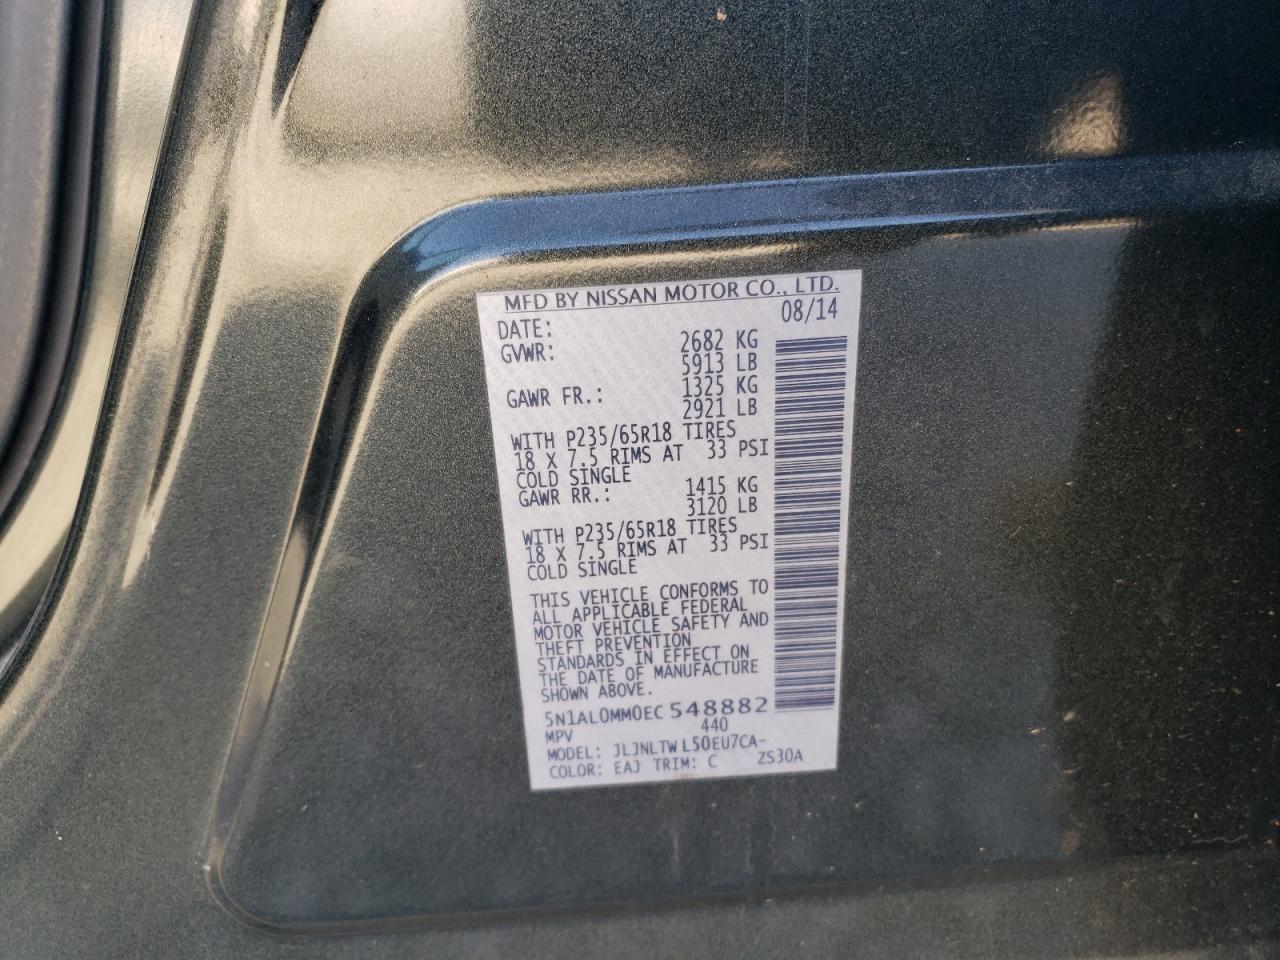 MFD BY NISSAN MOTOR CO., LTD.
DATE: 08/14
GVWR: 2682 KG
5913 LB
GAWR FR.: 1325 KG
2921 LB
WITH P235/65R18 TIRES
18 X 7.5 RIMS AT 33 PSI
COLD SINGLE
GAWR RR.: 1415 KG
3120 LB
WITH P235/65R18 TIRES
18 X 7.5 RIMS AT 33 PSI
COLD SINGLE
THIS VEHICLE CONFORMS TO
ALL APPLICABLE FEDERAL
MOTOR VEHICLE SAFETY AND
THEFT PREVENTION
STANDARDS IN EFFECT ON
THE DATE OF MANUFACTURE
SHOWN ABOVE.
5N1AL0MM0EC 548882
MPV 440
MODEL: JLJNLTW L50EU7CA-
COLOR: EAJ TRIM: C ZS30A